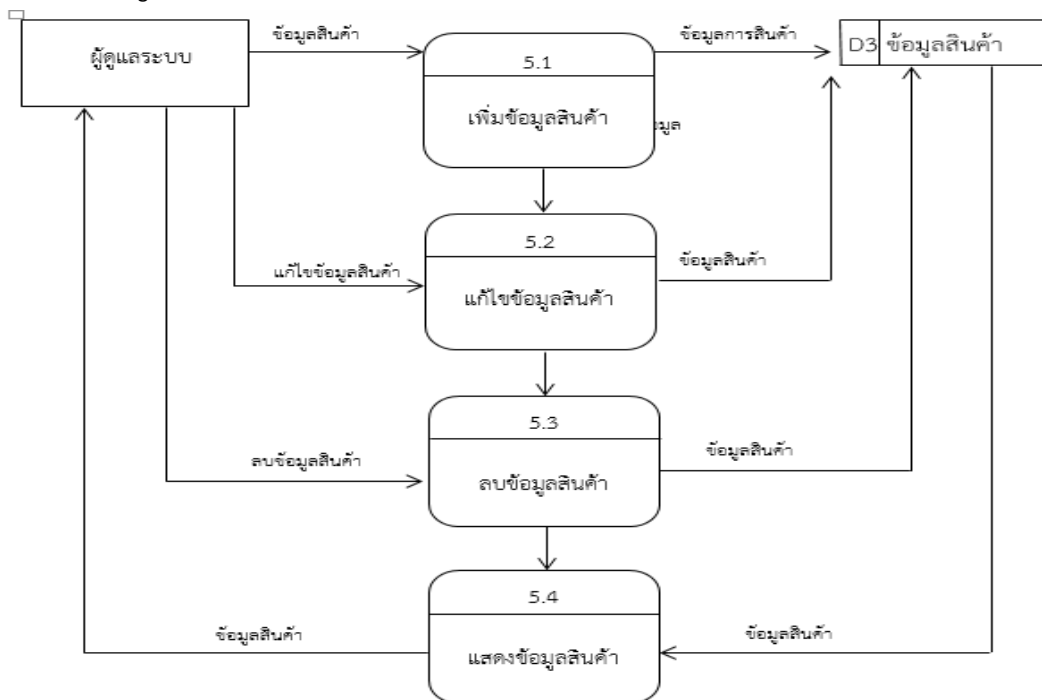 ข้อมูลสินค้า
ข้อมูลการสินค้า
ผู้ดูแลระบบ
5.1
D3 ข้อมูลสินค้า
เพิ่มข้อมูลสินค้า
อมูล
5.2
แก้ไขข้อมูลสินค้า
ข้อมูลสินค้า
แก้ไขข้อมูลสินค้า
5.3
ลบข้อมูลสินค้า
ข้อมูลสินค้า
ลบข้อมูลสินค้า
5.4
ข้อมูลสินค้า
ข้อมูลสินค้า
แสดงข้อมูลสินค้า